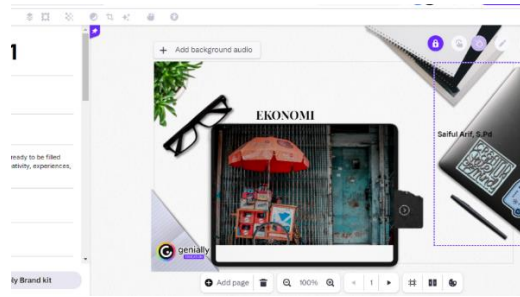 1
+ Add background audio
EKONOMI
Saiful Arif, S.Pd
ready to be filled
ativity, experiences,
genially
ly Brand kit
Add page
100%
1